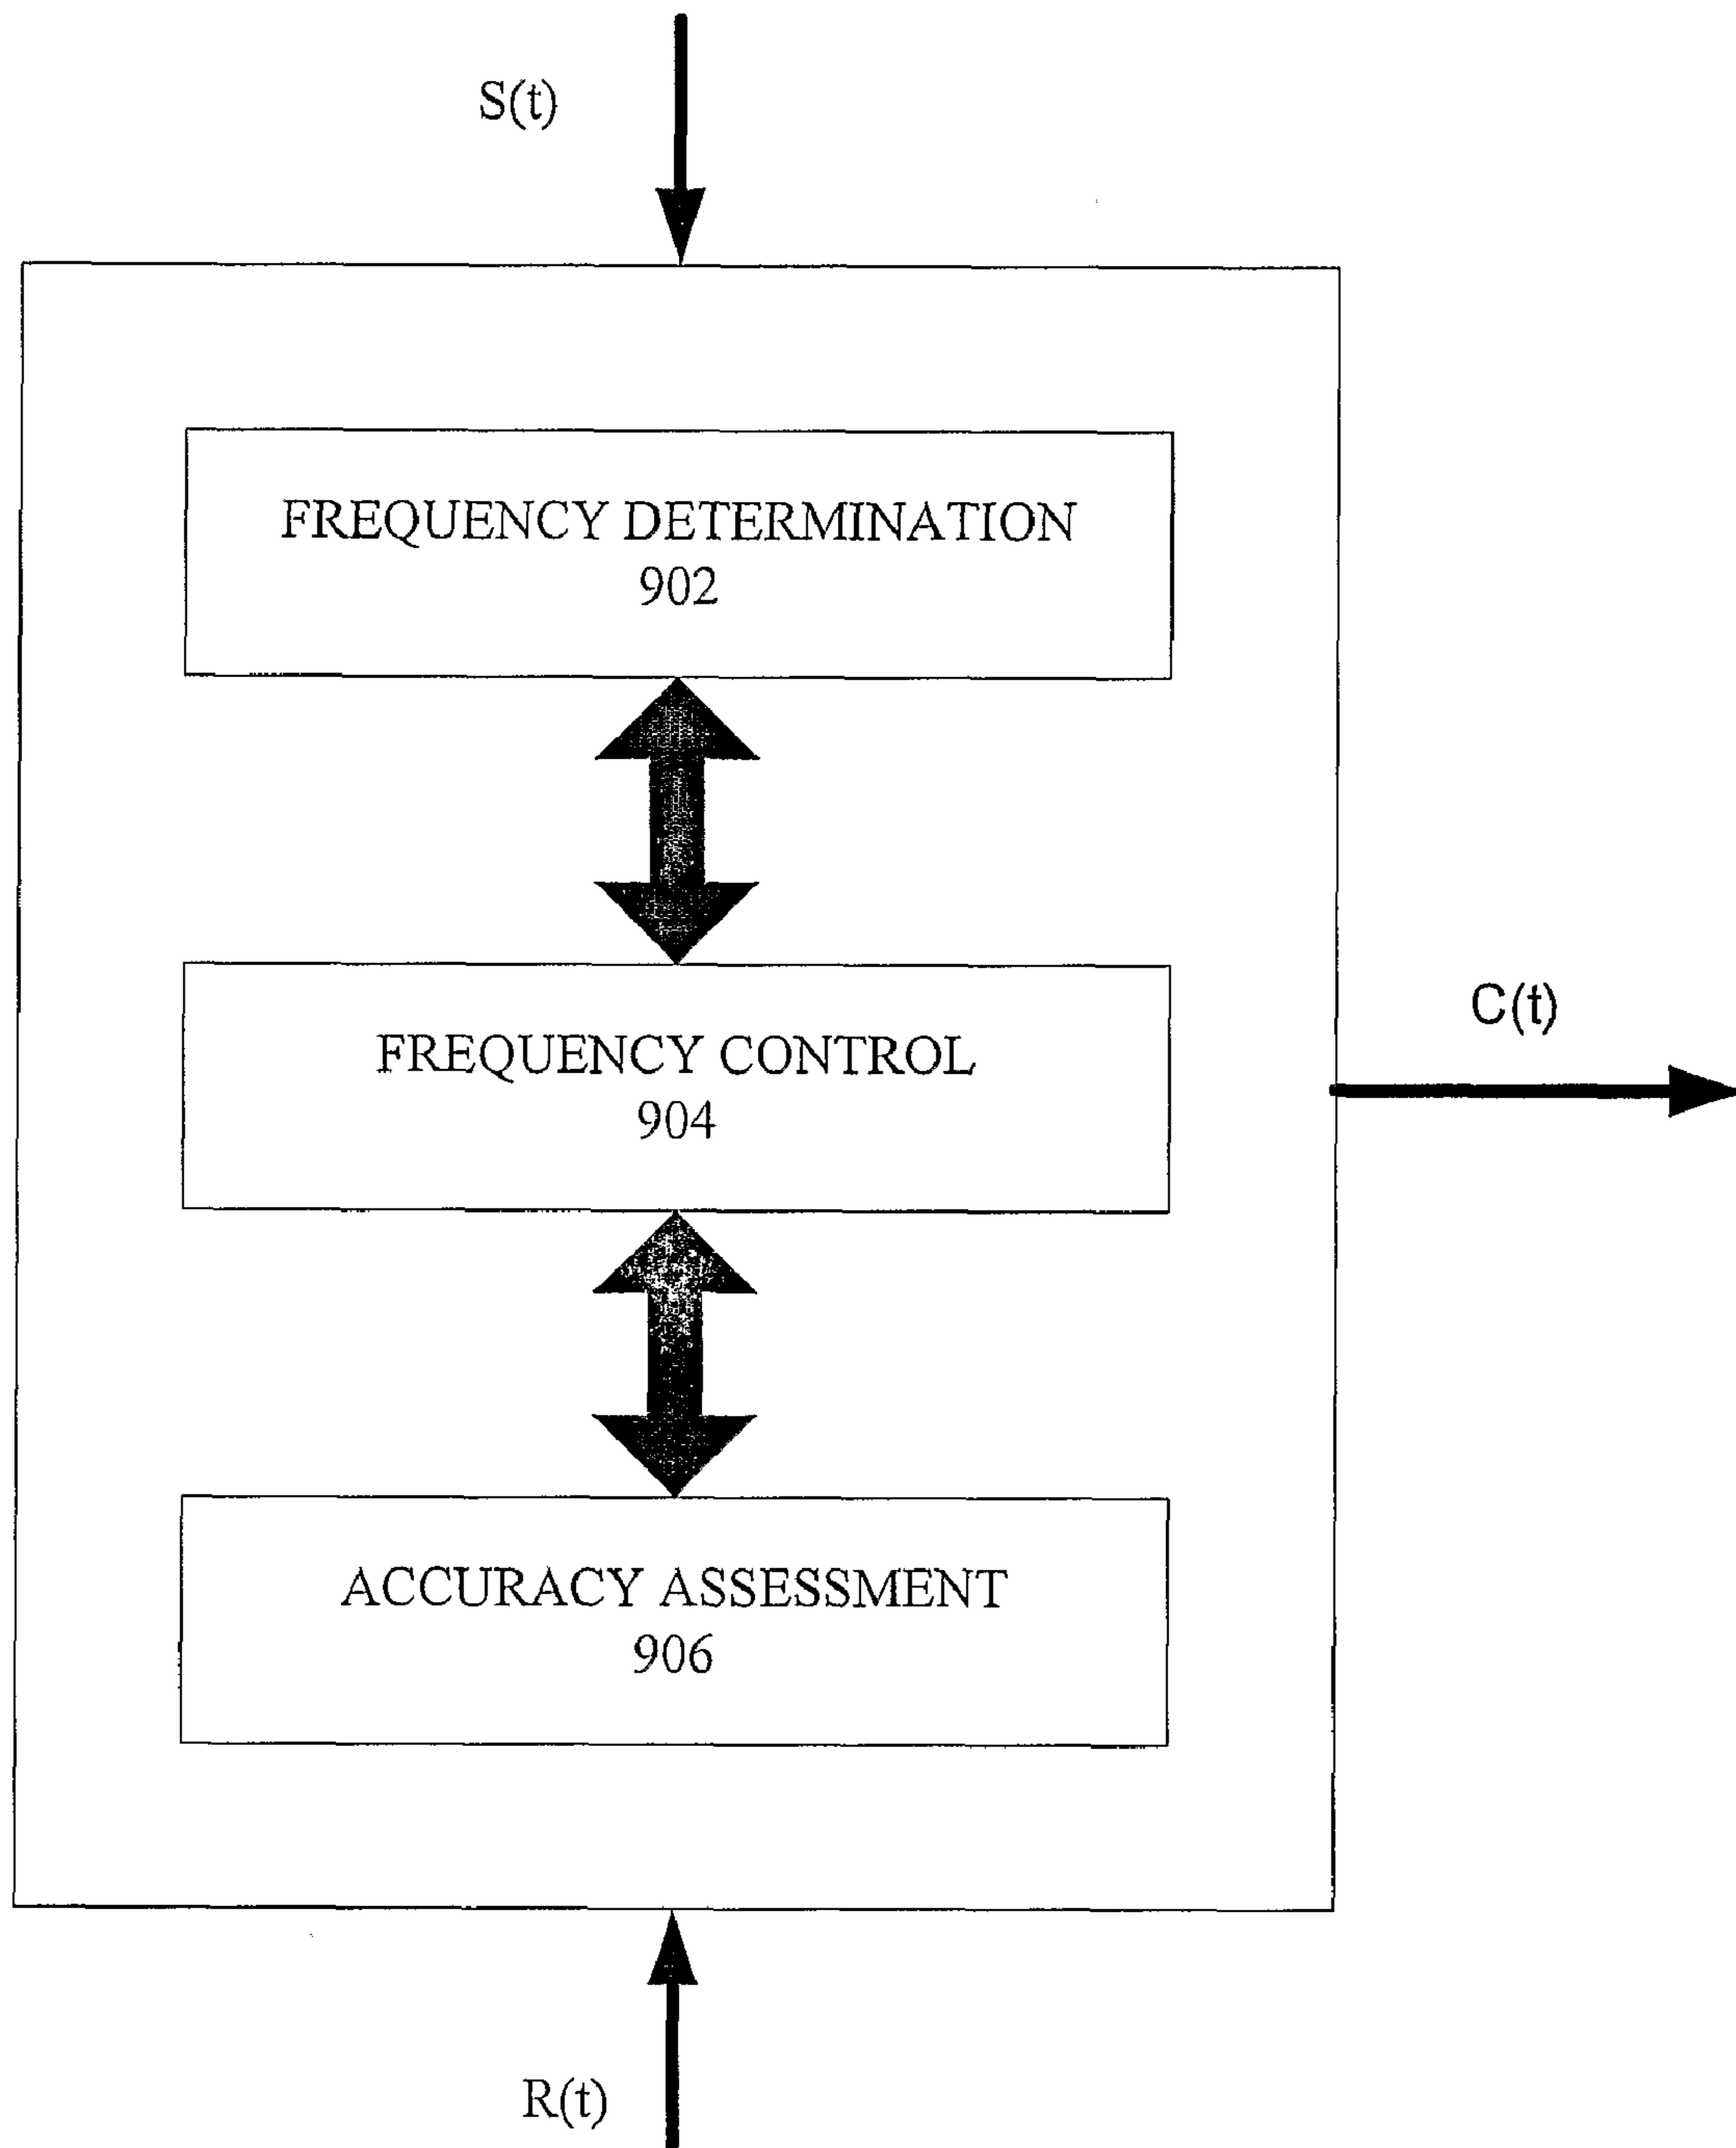 S(t)
FREQUENCY DETERMINATION
902
FREQUENCY CONTROL
904
C(t)
ACCURACY ASSESSMENT
906
R(t)